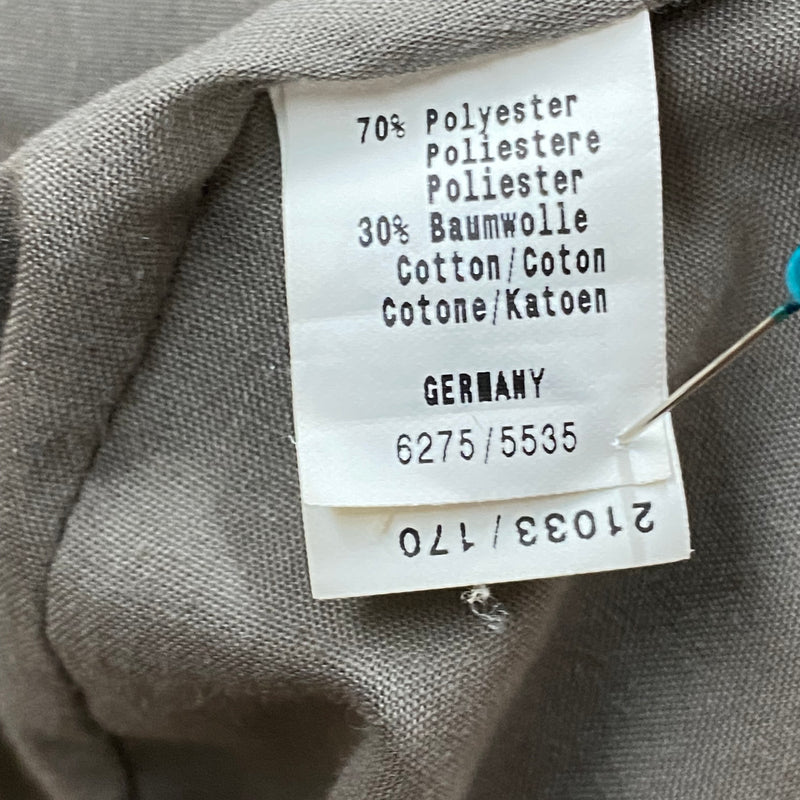 70% Polyester
Poliestere
Poliester
30% Baumwolle
Cotton/Coton
Cotone/Katoen
GERMANY
6275/5535
21033/170